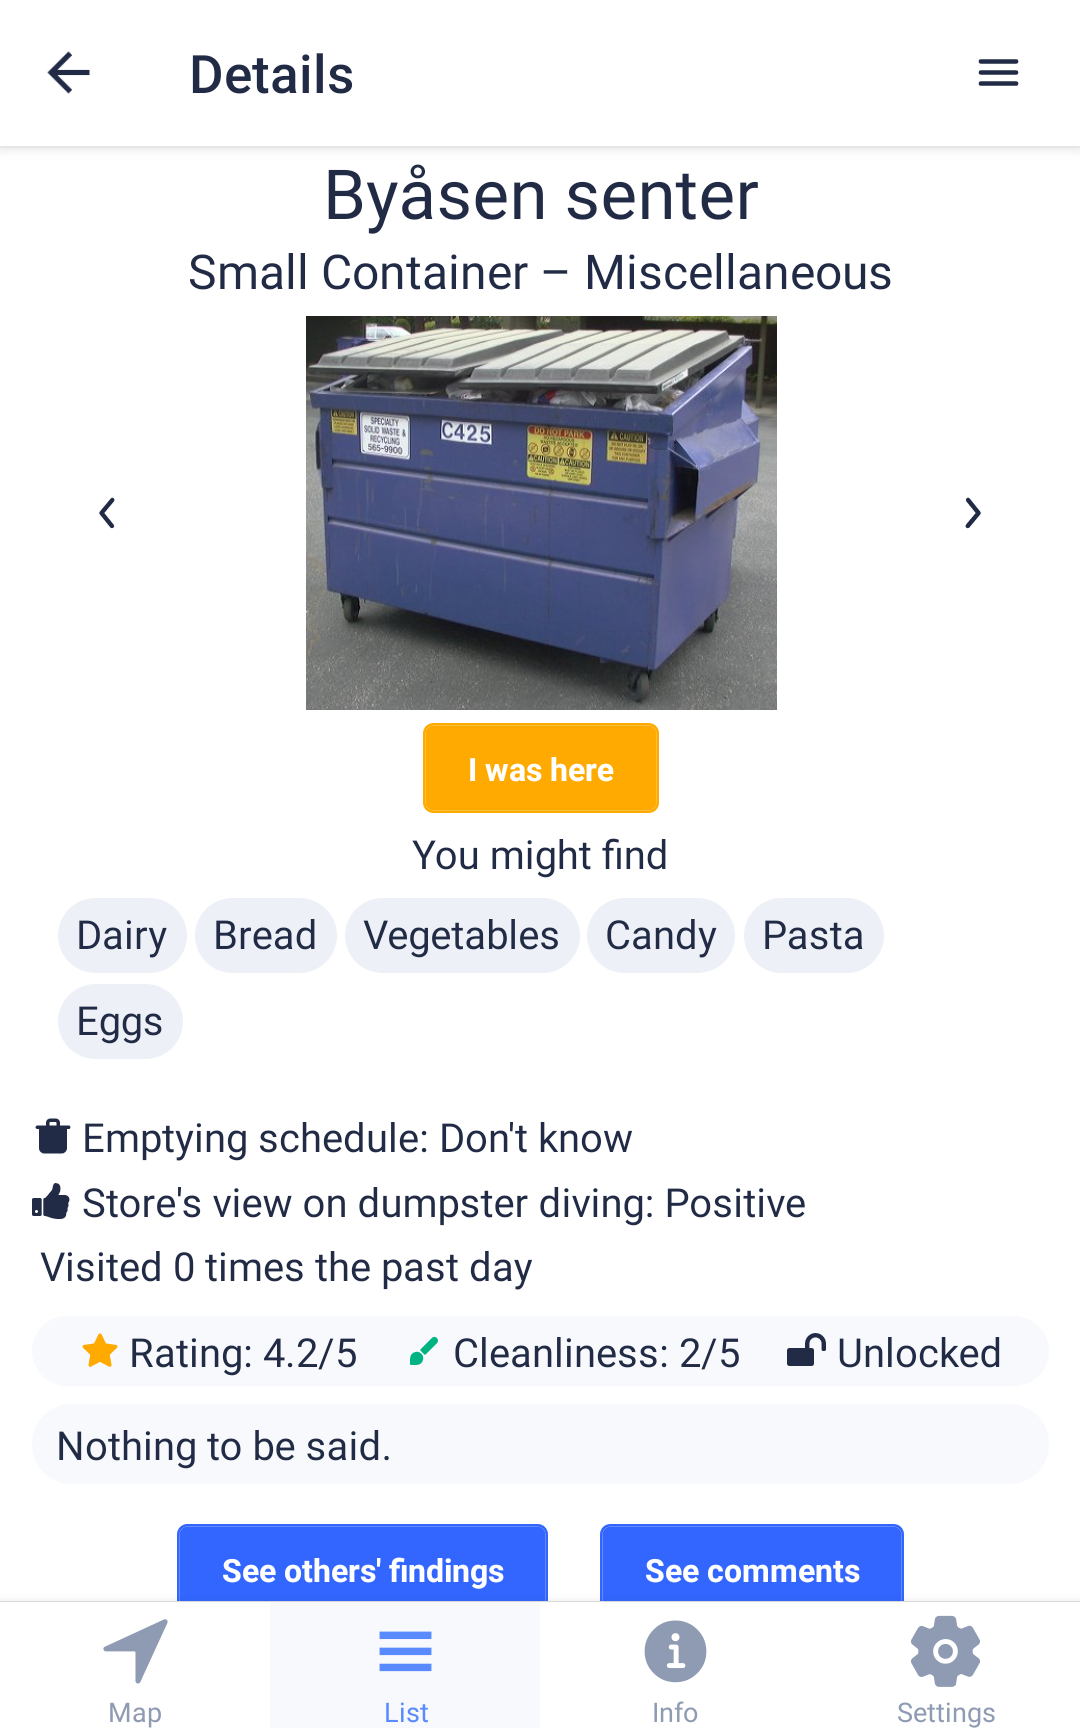 Details
Byåsen senter
Small Container – Miscellaneous
SPECIALTY
SOLID WASTE &
RECYCLING
565-9900
C425
DO NOT PARK
CAUTION
CAUTION
CAUTION
I was here
You might find
Dairy Bread Vegetables Candy Pasta
Eggs
Emptying schedule: Don't know
Store's view on dumpster diving: Positive
Visited 0 times the past day
Rating: 4.2/5 Cleanliness: 2/5 Unlocked
Nothing to be said.
See others' findings See comments
Map List Info Settings